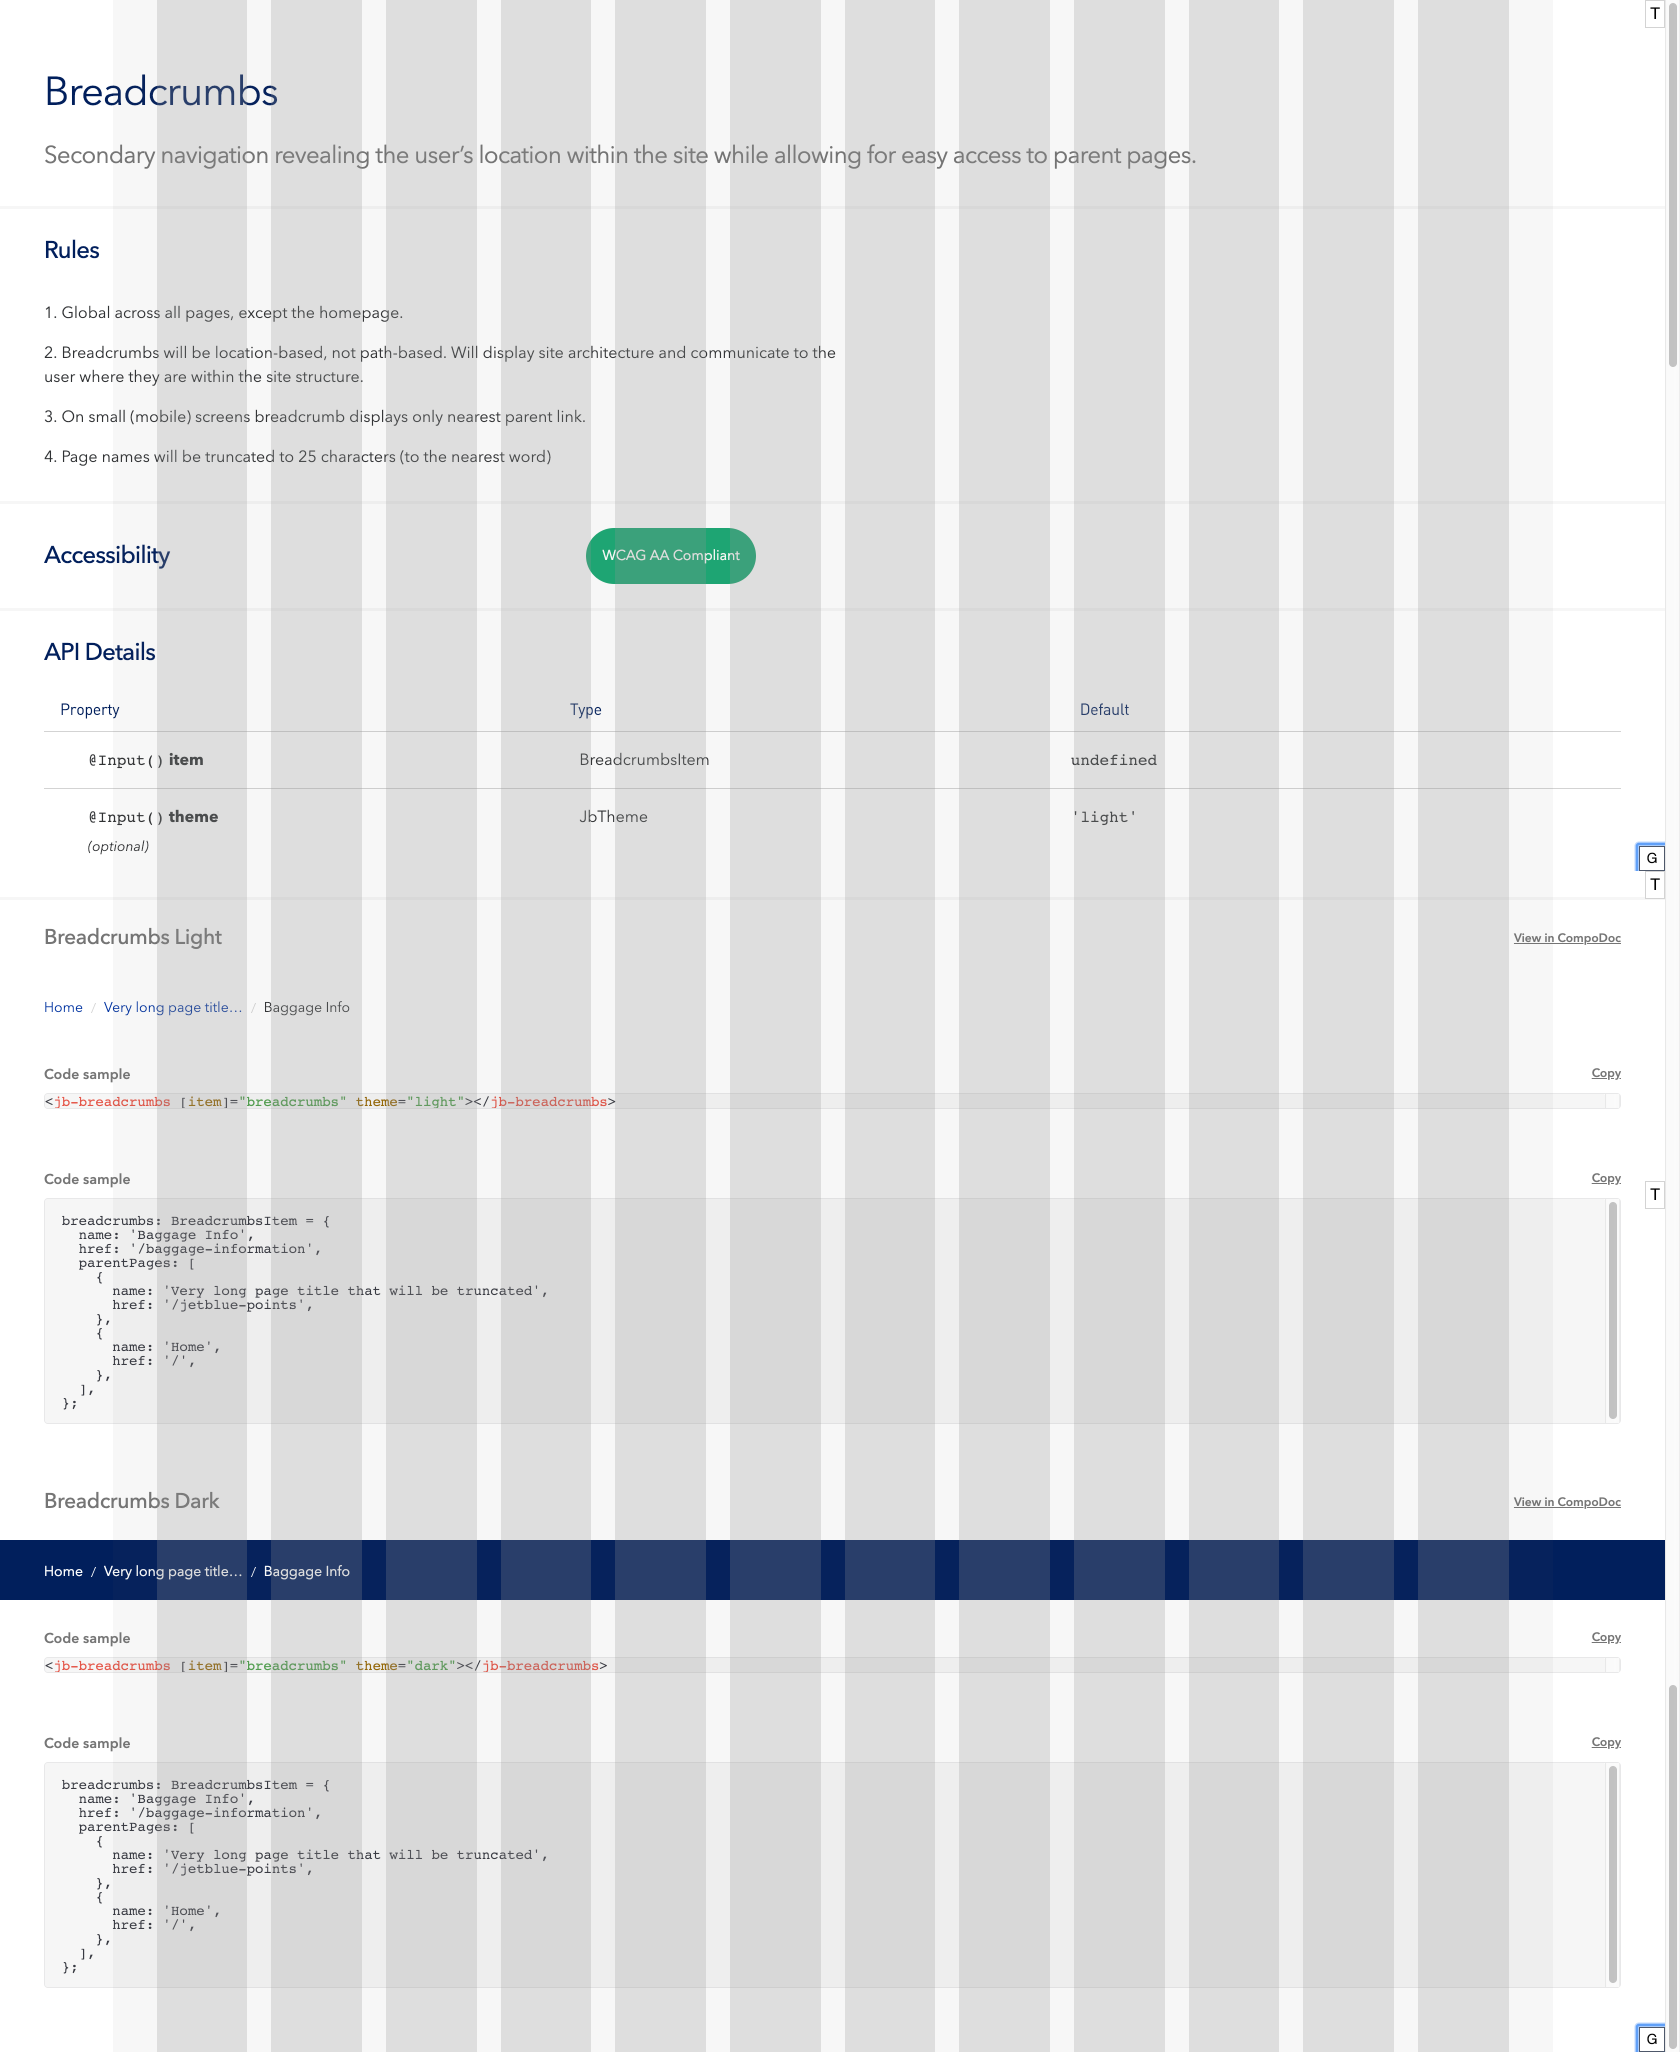 T
Breadcrumbs
Secondary navigation revealing the user’s location within the site while allowing for easy access to parent pages.
Rules
1. Global across all pages, except the homepage.
2. Breadcrumbs will be location-based, not path-based. Will display site architecture and communicate to the
user where they are within the site structure.
3. On small (mobile) screens breadcrumb displays only nearest parent link.
4. Page names will be truncated to 25 characters (to the nearest word)
Accessibility WCAG AA Compliant
API Details
Property Type Default
@Input() item BreadcrumbsItem undefined
@Input() theme JbTheme 'light'
(optional)
G
T
Breadcrumbs Light View in CompoDoc
Home / Very long page title... / Baggage Info
Code sample Copy
<jb-breadcrumbs [item]="breadcrumbs" theme="light"></jb-breadcrumbs>
Code sample Copy
T
breadcrumbs: BreadcrumbsItem = {
  name: 'Baggage Info',
  href: '/baggage-information',
  parentPages: [
    {
      name: 'Very long page title that will be truncated',
      href: '/jetblue-points',
    },
    {
      name: 'Home',
      href: '/',
    },
  ],
};
Breadcrumbs Dark View in CompoDoc
Home / Very long page title... / Baggage Info
Code sample Copy
<jb-breadcrumbs [item]="breadcrumbs" theme="dark"></jb-breadcrumbs>
Code sample Copy
breadcrumbs: BreadcrumbsItem = {
  name: 'Baggage Info',
  href: '/baggage-information',
  parentPages: [
    {
      name: 'Very long page title that will be truncated',
      href: '/jetblue-points',
    },
    {
      name: 'Home',
      href: '/',
    },
  ],
};
G